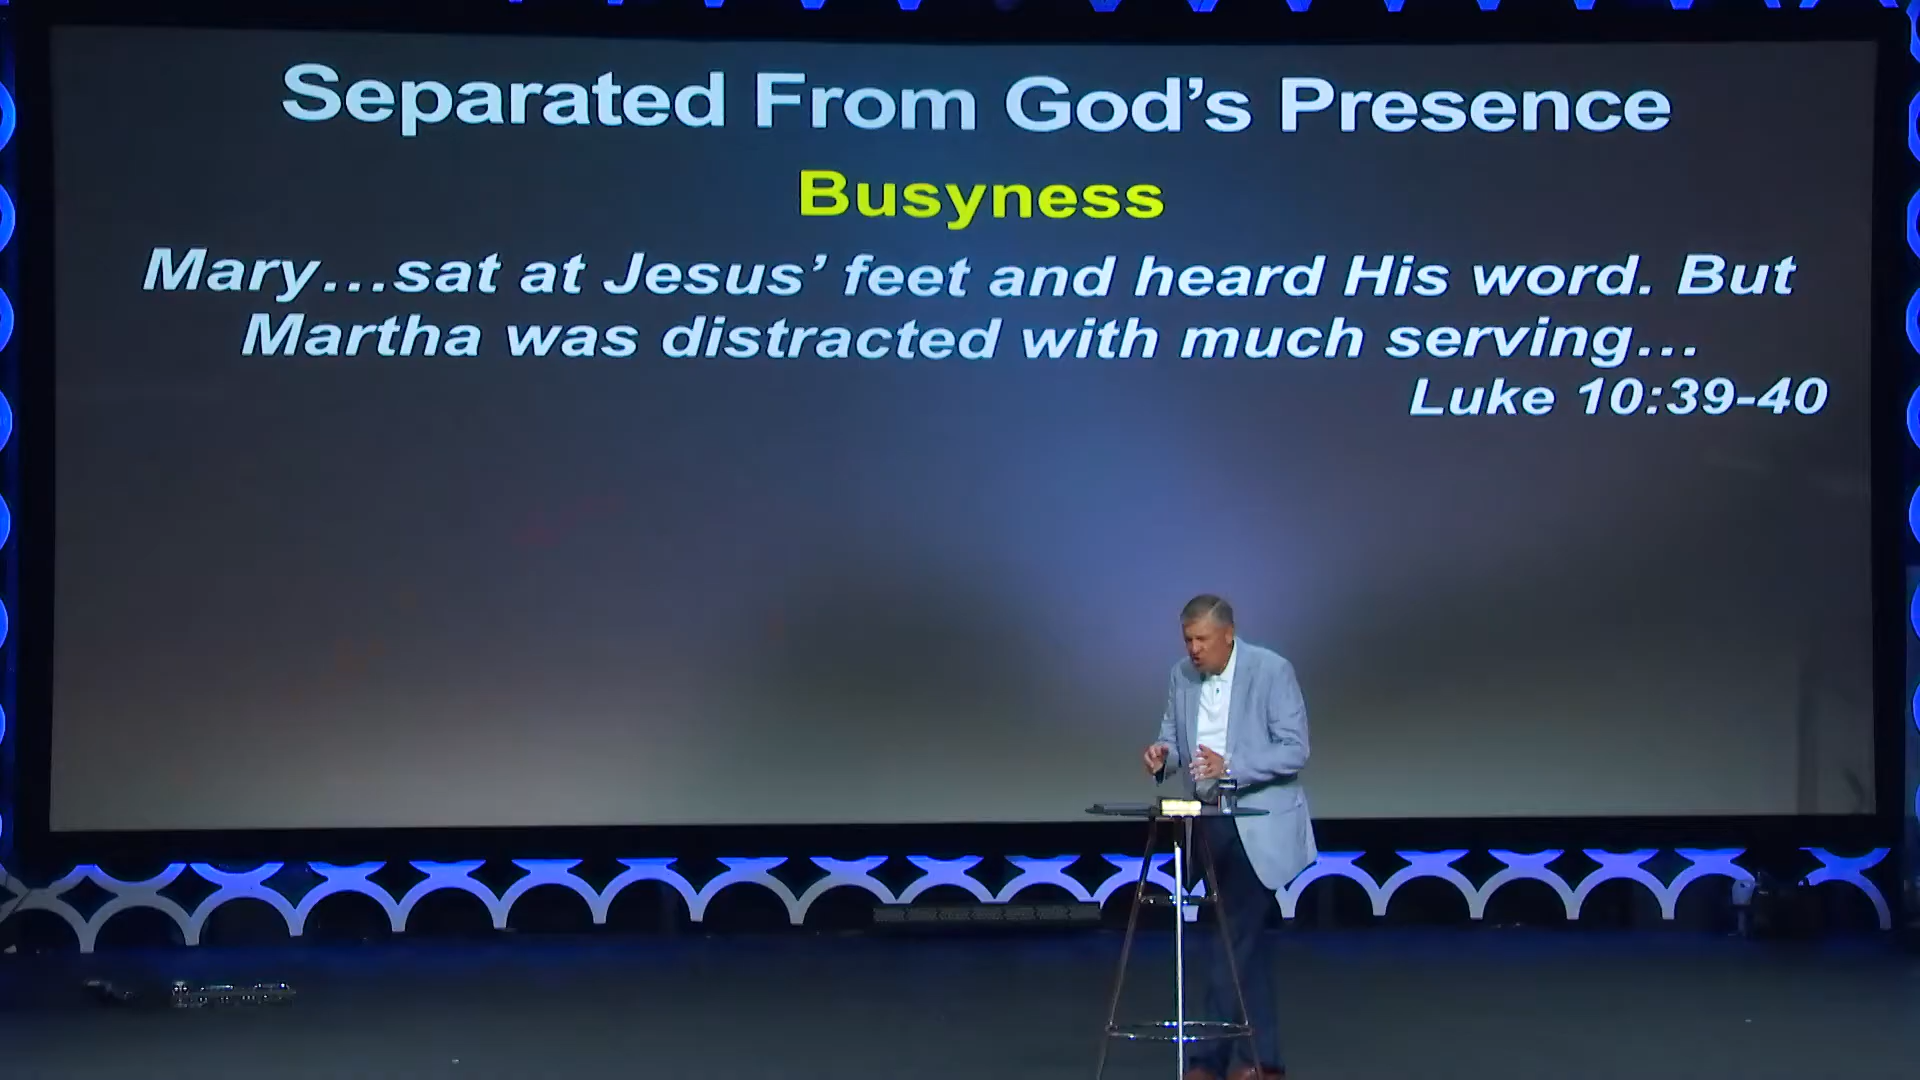 Separated From God’s Presence
Busyness
Mary…sat at Jesus’ feet and heard His word. But
Martha was distracted with much serving…
Luke 10:39-40